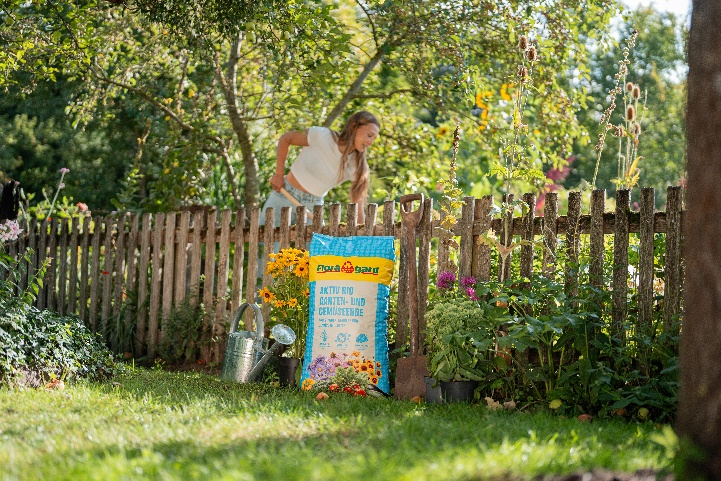 Floragard
AKTIV BIO
GARTEN- UND
GEMÜSEERDE